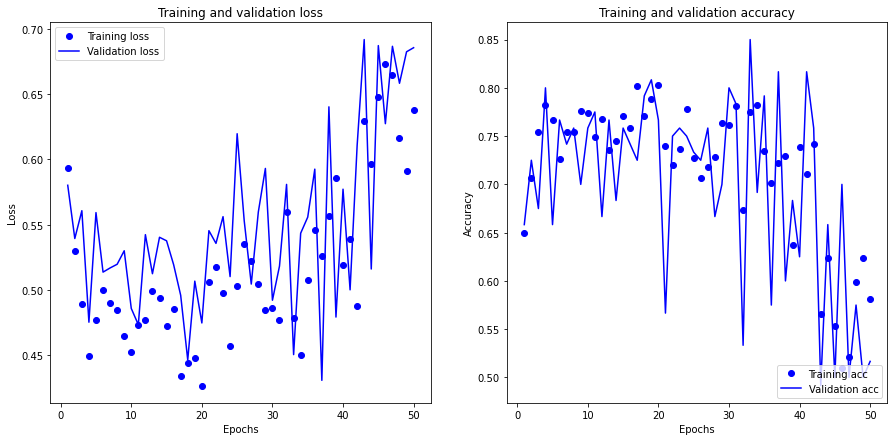 Training and validation loss
Training loss
Validation loss
0.70
0.65
0.60
0.55
0.50
0.45
Loss
0 10 20 30 40 50
Epochs
Training and validation accuracy
0.85
0.80
0.75
0.70
0.65
0.60
0.55
0.50
Accuracy
Training acc
Validation acc
0 10 20 30 40 50
Epochs